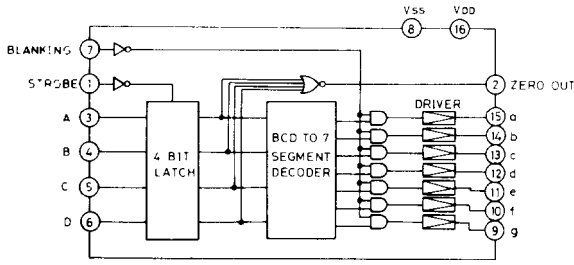 VSS VDD
8 16
BLANKING 7
STROBE 1
2 ZERO OUT
DRIVER
A 3
B 4
C 5
D 6
4 BIT
LATCH
BCD TO 7
SEGMENT
DECODER
15 a
14 b
13 c
12 d
11 e
10 f
9 g